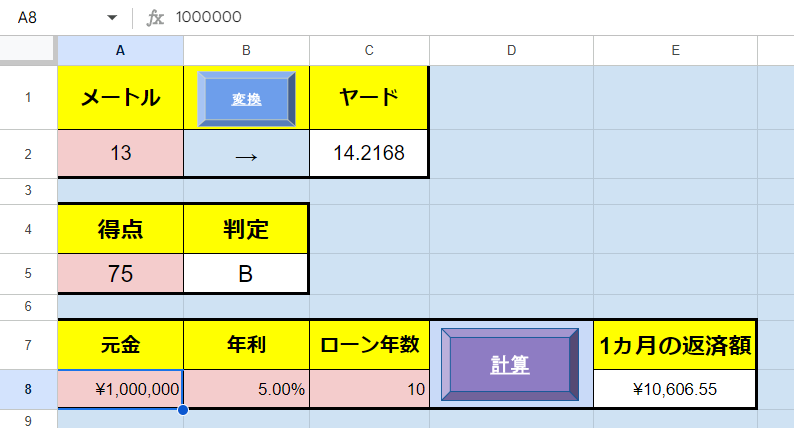 A8 fx 1000000
A B C D E
1 メートル 変換 ヤード
2 13 → 14.2168
3
4 得点 判定
5 75 B
6
7 元金 年利 ローン年数 計算 1ヵ月の返済額
8 ¥1,000,000 5.00% 10 ¥10,606.55
9